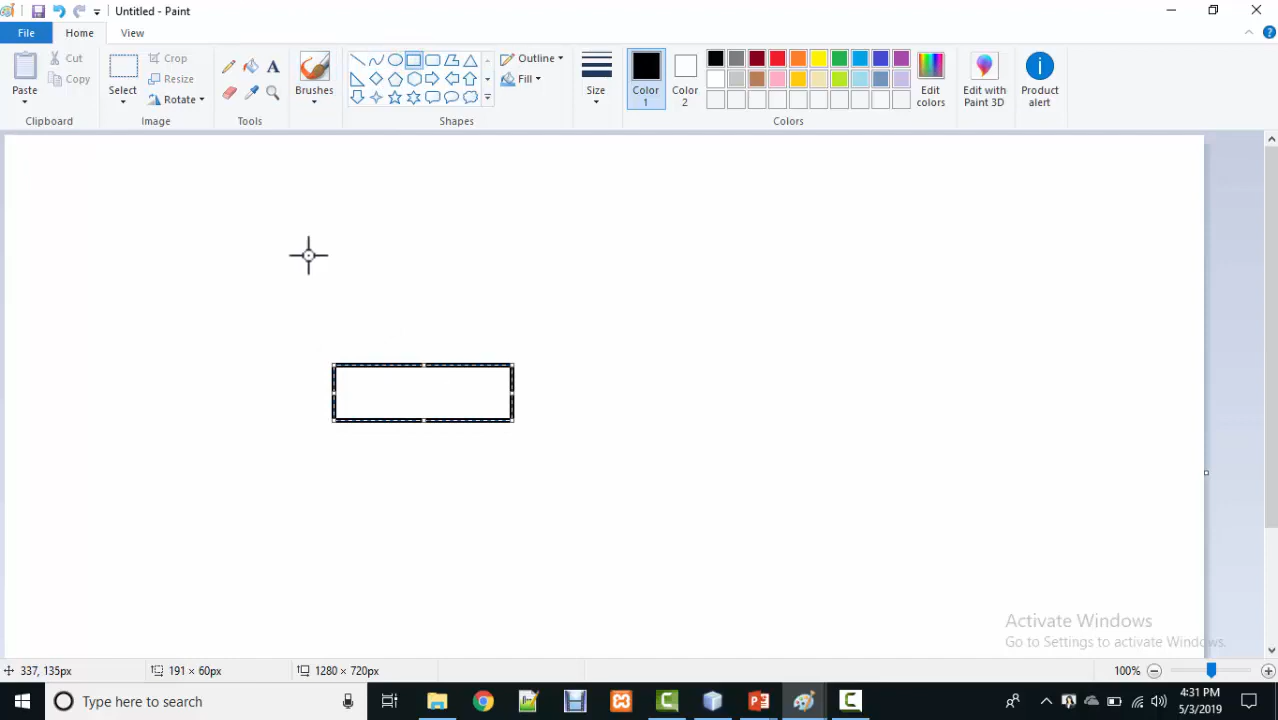 Untitled - Paint
File Home View
Paste
Cut
Copy
Clipboard
Select
Crop
Resize
Rotate
Image
A
Tools
Brushes
Outline
Fill
Shapes
Size
Color 1
Color 2
Edit colors
Colors
Edit with Paint 3D
Product alert
Activate Windows
Go to Settings to activate Windows.
337, 135px 191 × 60px 1280 × 720px 100%
Type here to search
4:31 PM
5/3/2019